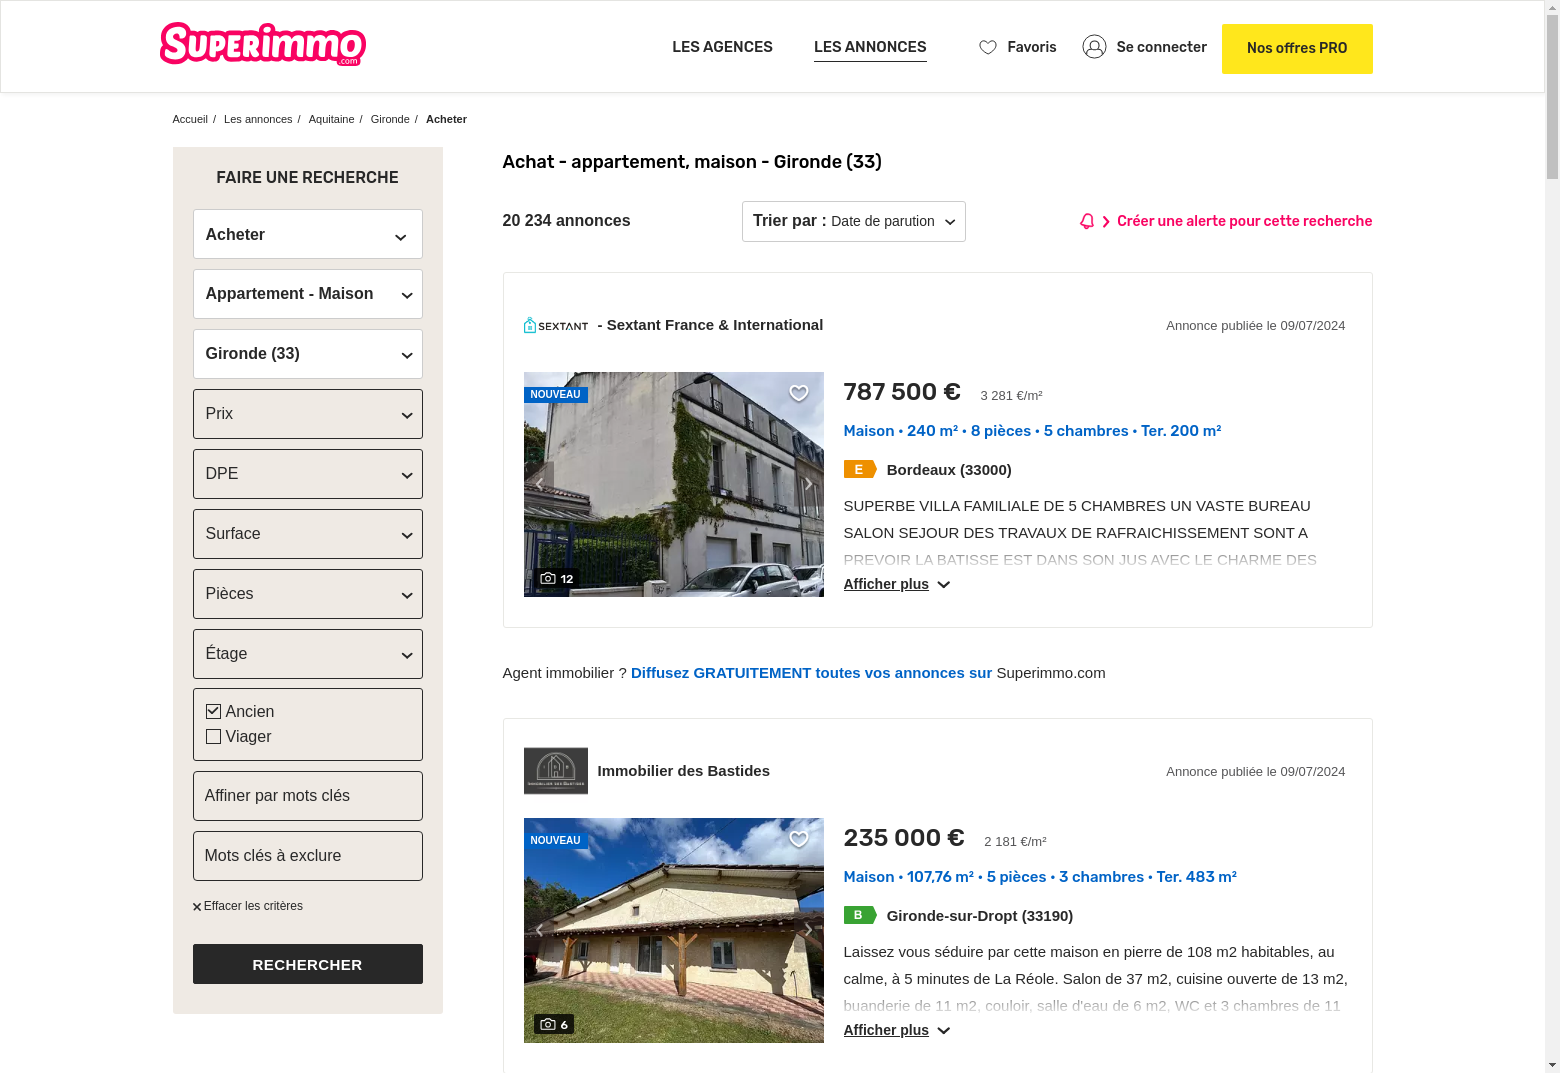 SUPERimmo
.com
LES AGENCES
LES ANNONCES
Favoris
Se connecter
Nos offres PRO
Accueil / Les annonces / Aquitaine / Gironde / Acheter
FAIRE UNE RECHERCHE
Acheter
Appartement - Maison
Gironde (33)
Prix
DPE
Surface
Pièces
Étage
Ancien
Viager
Affiner par mots clés
Mots clés à exclure
Effacer les critères
RECHERCHER
Achat - appartement, maison - Gironde (33)
20 234 annonces
Trier par : Date de parution
Créer une alerte pour cette recherche
SEXTANT - Sextant France & International
Annonce publiée le 09/07/2024
NOUVEAU
12
787 500 € 3 281 €/m²
Maison • 240 m² • 8 pièces • 5 chambres • Ter. 200 m²
E Bordeaux (33000)
SUPERBE VILLA FAMILIALE DE 5 CHAMBRES UN VASTE BUREAU
SALON SEJOUR DES TRAVAUX DE RAFRAICHISSEMENT SONT A
PREVOIR LA BATISSE EST DANS SON JUS AVEC LE CHARME DES
Afficher plus
Agent immobilier ? Diffusez GRATUITEMENT toutes vos annonces sur Superimmo.com
IMMOBILIER DES BASTIDES
Immobilier des Bastides
Annonce publiée le 09/07/2024
NOUVEAU
6
235 000 € 2 181 €/m²
Maison • 107,76 m² • 5 pièces • 3 chambres • Ter. 483 m²
B Gironde-sur-Dropt (33190)
Laissez vous séduire par cette maison en pierre de 108 m2 habitables, au
calme, à 5 minutes de La Réole. Salon de 37 m2, cuisine ouverte de 13 m2,
buanderie de 11 m2, couloir, salle d'eau de 6 m2, WC et 3 chambres de 11
Afficher plus